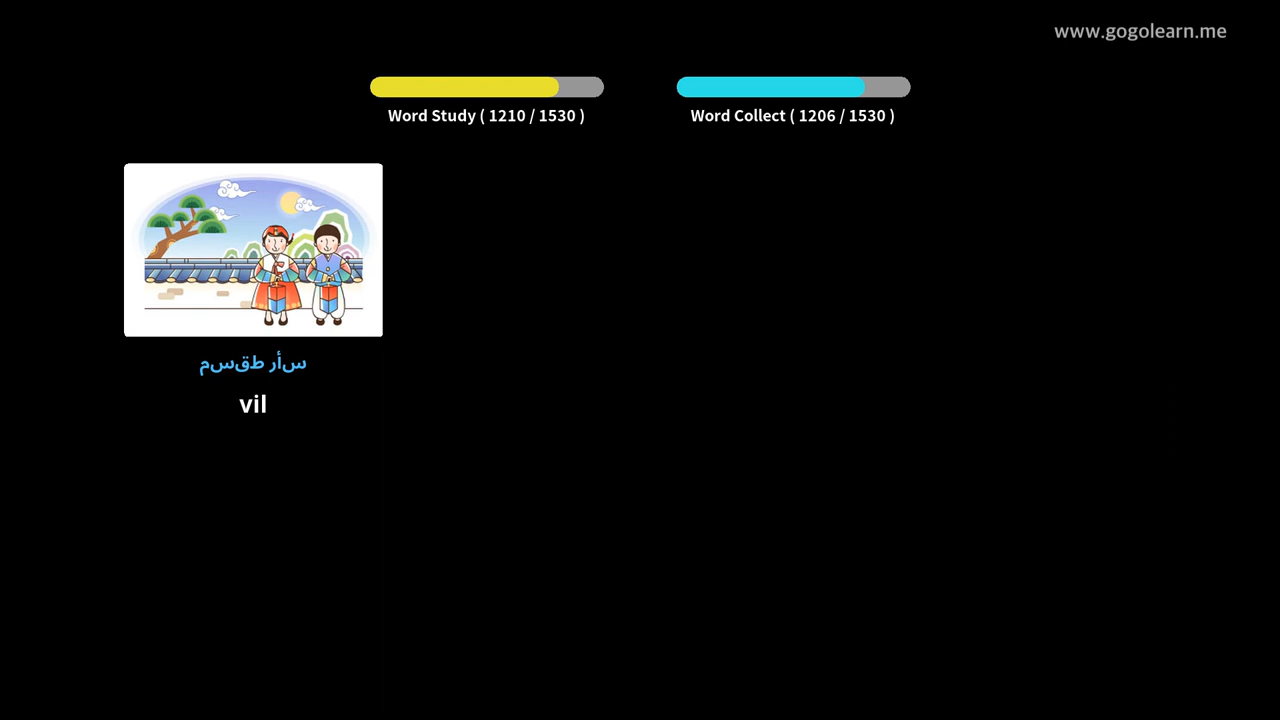 www.gogolearn.me
Word Study ( 1210 / 1530 )
Word Collect ( 1206 / 1530 )
سأر طقسم
vil